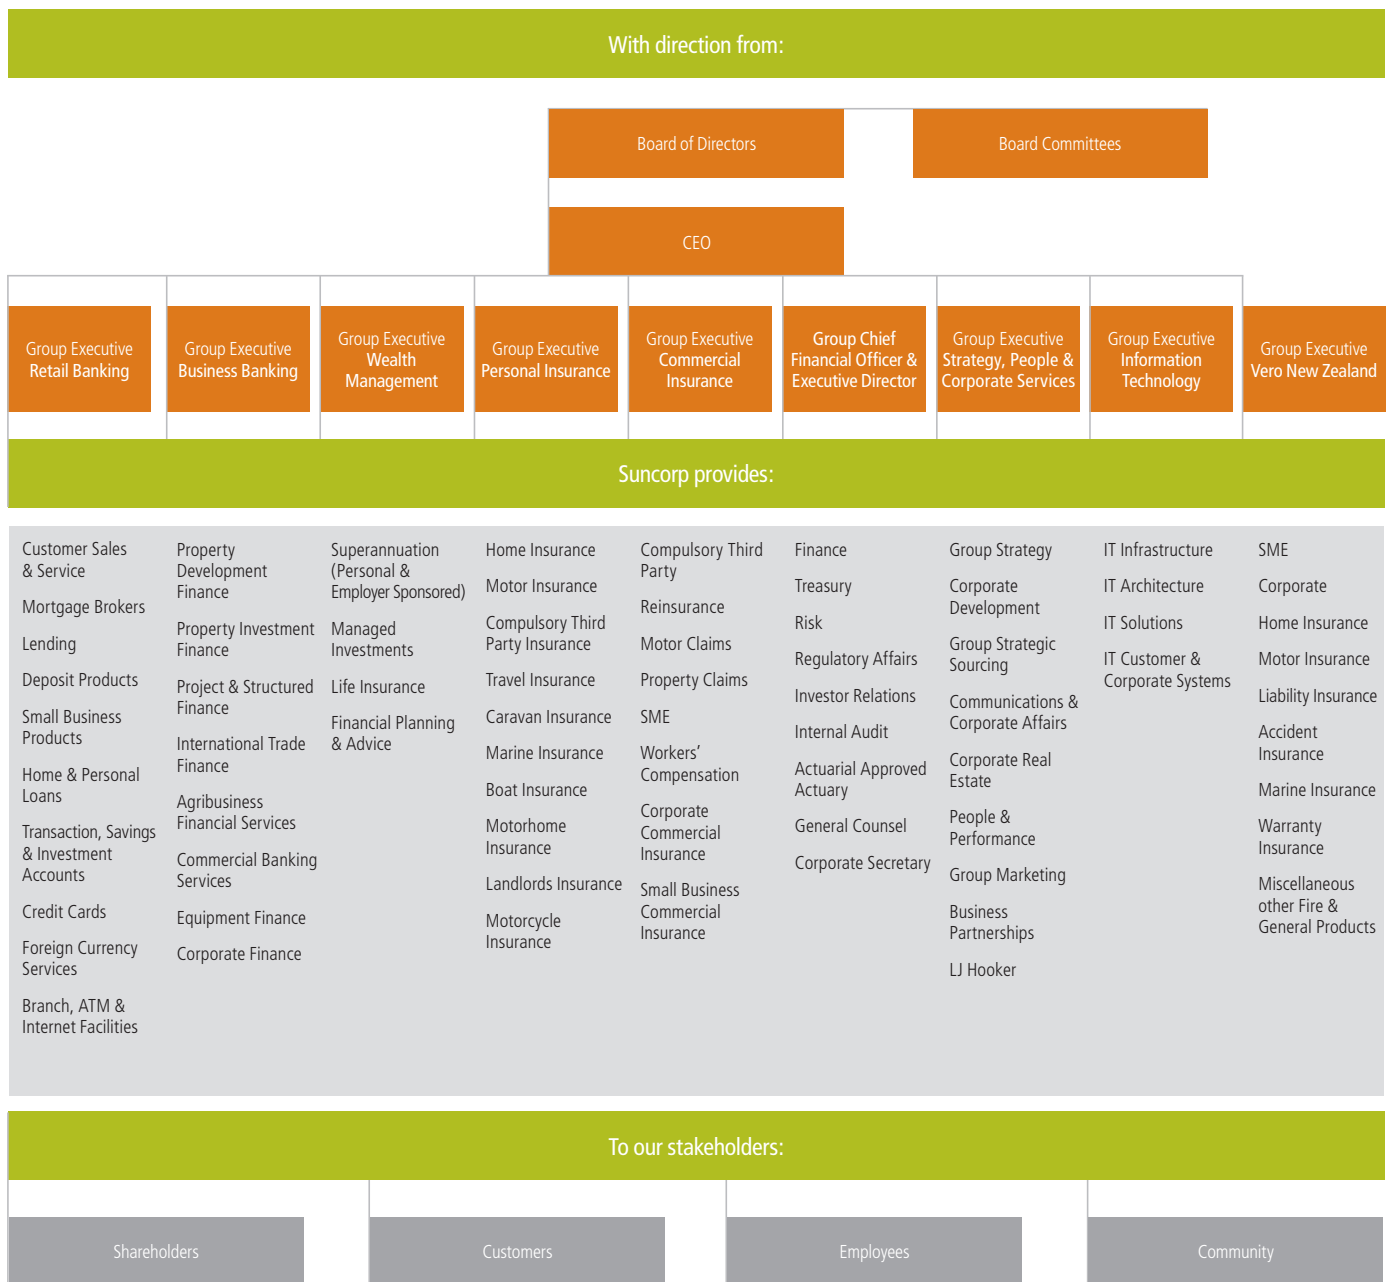 With direction from:
Board of Directors
Board Committees
CEO
Group Executive
Retail Banking
Group Executive
Business Banking
Group Executive
Wealth
Management
Group Executive
Personal Insurance
Group Executive
Commercial
Insurance
Group Chief
Financial Officer &
Executive Director
Group Executive
Strategy, People &
Corporate Services
Group Executive
Information
Technology
Group Executive
Vero New Zealand
Suncorp provides:
Customer Sales
& Service
Mortgage Brokers
Lending
Deposit Products
Small Business
Products
Home & Personal
Loans
Transaction, Savings
& Investment
Accounts
Credit Cards
Foreign Currency
Services
Branch, ATM &
Internet Facilities
Property
Development
Finance
Property Investment
Finance
Project & Structured
Finance
International Trade
Finance
Agribusiness
Financial Services
Commercial Banking
Services
Equipment Finance
Corporate Finance
Superannuation
(Personal &
Employer Sponsored)
Managed
Investments
Life Insurance
Financial Planning
& Advice
Home Insurance
Motor Insurance
Compulsory Third
Party Insurance
Travel Insurance
Caravan Insurance
Marine Insurance
Boat Insurance
Motorhome
Insurance
Landlords Insurance
Motorcycle
Insurance
Compulsory Third
Party
Reinsurance
Motor Claims
Property Claims
SME
Workers’
Compensation
Corporate
Commercial
Insurance
Small Business
Commercial
Insurance
Finance
Treasury
Risk
Regulatory Affairs
Investor Relations
Internal Audit
Actuarial Approved
Actuary
General Counsel
Corporate Secretary
Group Strategy
Corporate
Development
Group Strategic
Sourcing
Communications &
Corporate Affairs
Corporate Real
Estate
People &
Performance
Group Marketing
Business
Partnerships
LJ Hooker
IT Infrastructure
IT Architecture
IT Solutions
IT Customer &
Corporate Systems
SME
Corporate
Home Insurance
Motor Insurance
Liability Insurance
Accident
Insurance
Marine Insurance
Warranty
Insurance
Miscellaneous
other Fire &
General Products
To our stakeholders:
Shareholders
Customers
Employees
Community